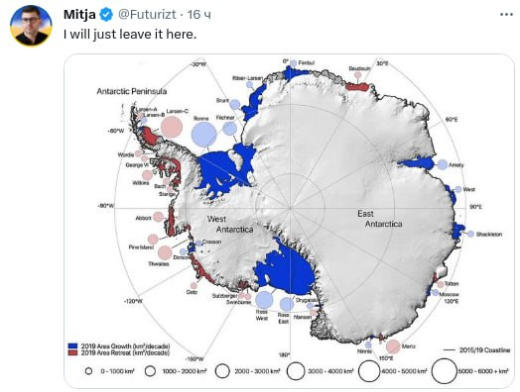 Mitja @Futurizt · 16 ч
I will just leave it here.
-30°W
0°
Fimbul
30°E
Riiser-Larsen
Baudouin
Antarctic Peninsula
Brunt
Larsen-A
Larsen-B
Larsen-C
Ronne
Filchner
60°E
-60°W
Wordie
George VI
Wilkins
Bach
Stange
Amery
West
-90°W
90°E
Abbott
West
Antarctica
East
Antarctica
Shackleton
Pine Island
Cosgrove
Thwaites
Dotson
Getz
Sulzberger
Swinburne
Ross
West
Ross
East
Drygalski
Nansen
Totten
Moscow
120°E
-120°W
Ninnis
Mertz
150°E
-150°W
180°
2019 Area Growth (km²/decade)
2019 Area Retreat (km²/decade)
2015/16 Coastline
0 - 1000 km²
1000 - 2000 km²
2000 - 3000 km²
3000 - 4000 km²
4000 - 5000 km²
5000 - 6000 + km²